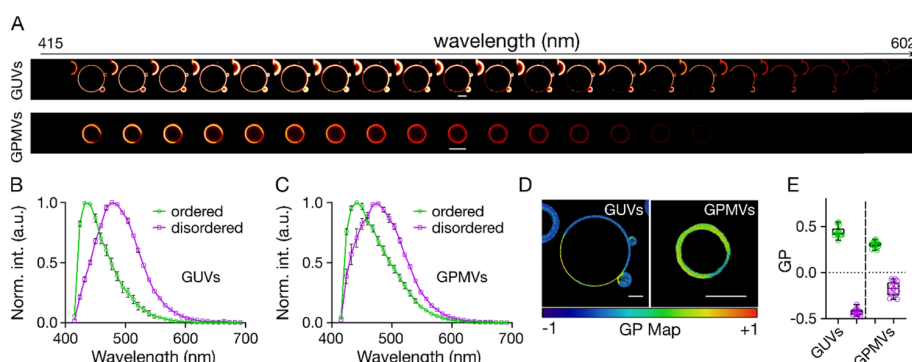 A
wavelength (nm)
415
602
GUVs
GPMVs
B
C
D
E
Norm. int. (a.u.)
1.0
0.5
0.0
ordered
disordered
GUVs
300
400
500
600
700
Wavelength (nm)
Norm. int. (a.u.)
1.0
0.5
0.0
ordered
disordered
GPMVs
300
400
500
600
700
Wavelength (nm)
GUVs
GPMVs
-1
GP Map
+1
GP
0.5
0.0
-0.5
GUVs
GPMVs